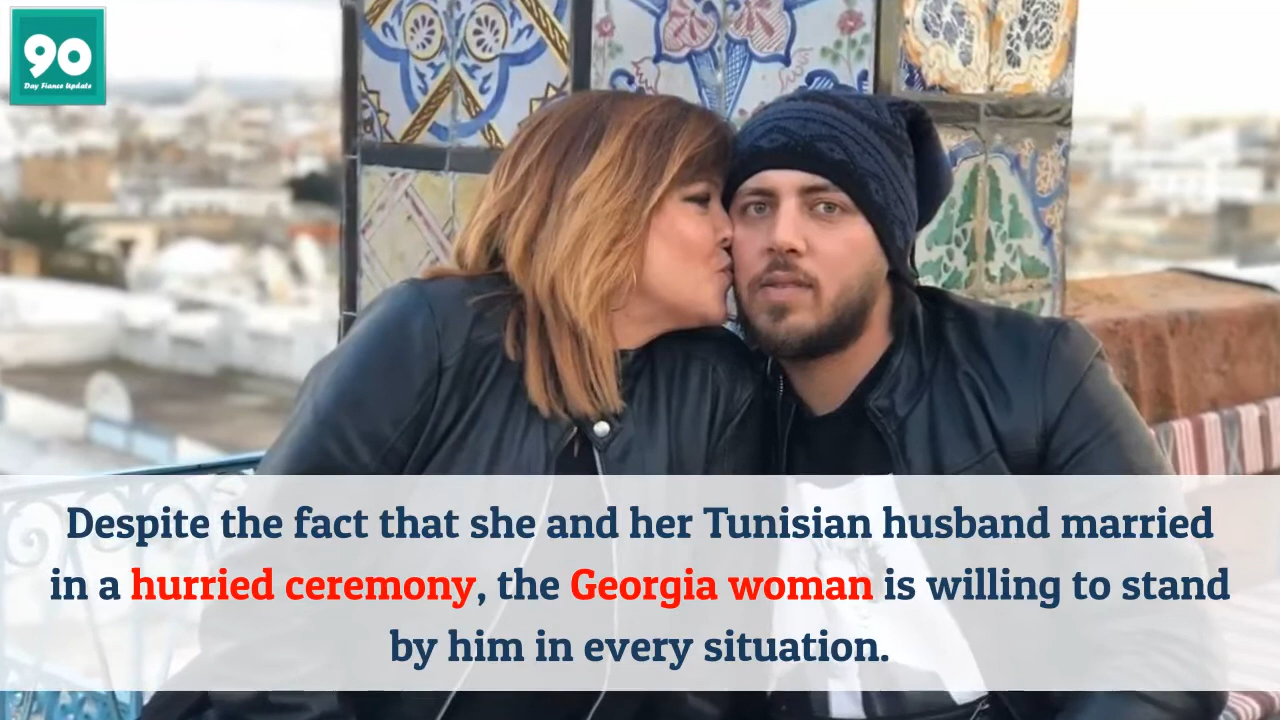 90
Day Fiance Update
Despite the fact that she and her Tunisian husband married
in a hurried ceremony, the Georgia woman is willing to stand
by him in every situation.